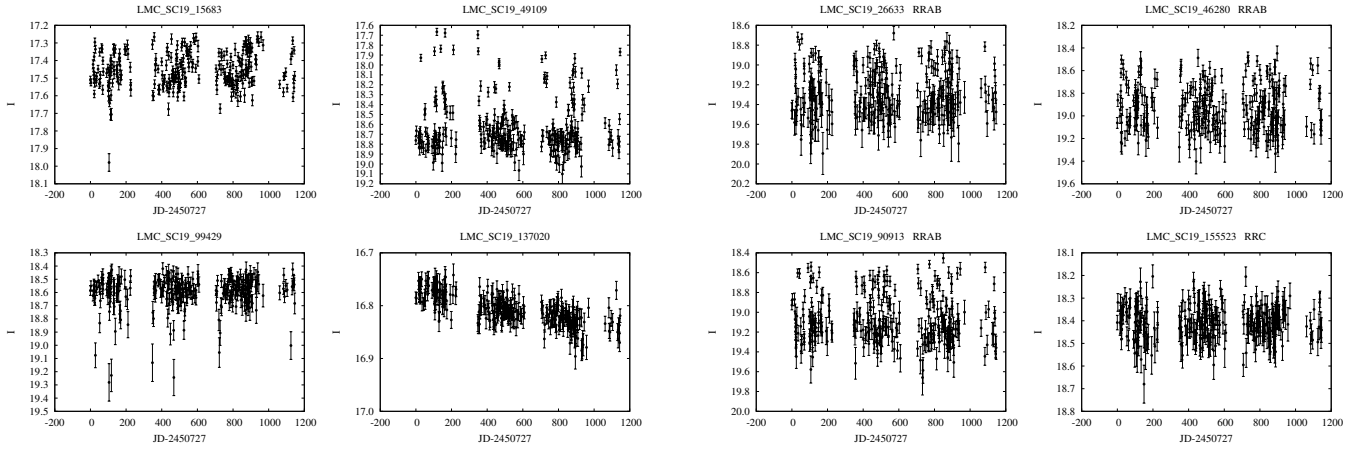 LMC_SC19_15683
17.2
17.3
17.4
17.5
17.6
17.7
17.8
17.9
18.0
18.1
I
-200 0 200 400 600 800 1000 1200
JD-2450727
LMC_SC19_49109
17.6
17.7
17.8
17.9
18.0
18.1
18.2
18.3
18.4
18.5
18.6
18.7
18.8
18.9
19.0
19.1
19.2
I
-200 0 200 400 600 800 1000 1200
JD-2450727
LMC_SC19_26633 RRAB
18.6
18.8
19.0
19.2
19.4
19.6
19.8
20.0
20.2
I
-200 0 200 400 600 800 1000 1200
JD-2450727
LMC_SC19_46280 RRAB
18.2
18.4
18.6
18.8
19.0
19.2
19.4
19.6
I
-200 0 200 400 600 800 1000 1200
JD-2450727
LMC_SC19_99429
18.3
18.4
18.5
18.6
18.7
18.8
18.9
19.0
19.1
19.2
19.3
19.4
19.5
I
-200 0 200 400 600 800 1000 1200
JD-2450727
LMC_SC19_137020
16.7
16.8
16.9
17.0
I
-200 0 200 400 600 800 1000 1200
JD-2450727
LMC_SC19_90913 RRAB
18.4
18.6
18.8
19.0
19.2
19.4
19.6
19.8
20.0
I
-200 0 200 400 600 800 1000 1200
JD-2450727
LMC_SC19_155523 RRC
18.1
18.2
18.3
18.4
18.5
18.6
18.7
18.8
I
-200 0 200 400 600 800 1000 1200
JD-2450727